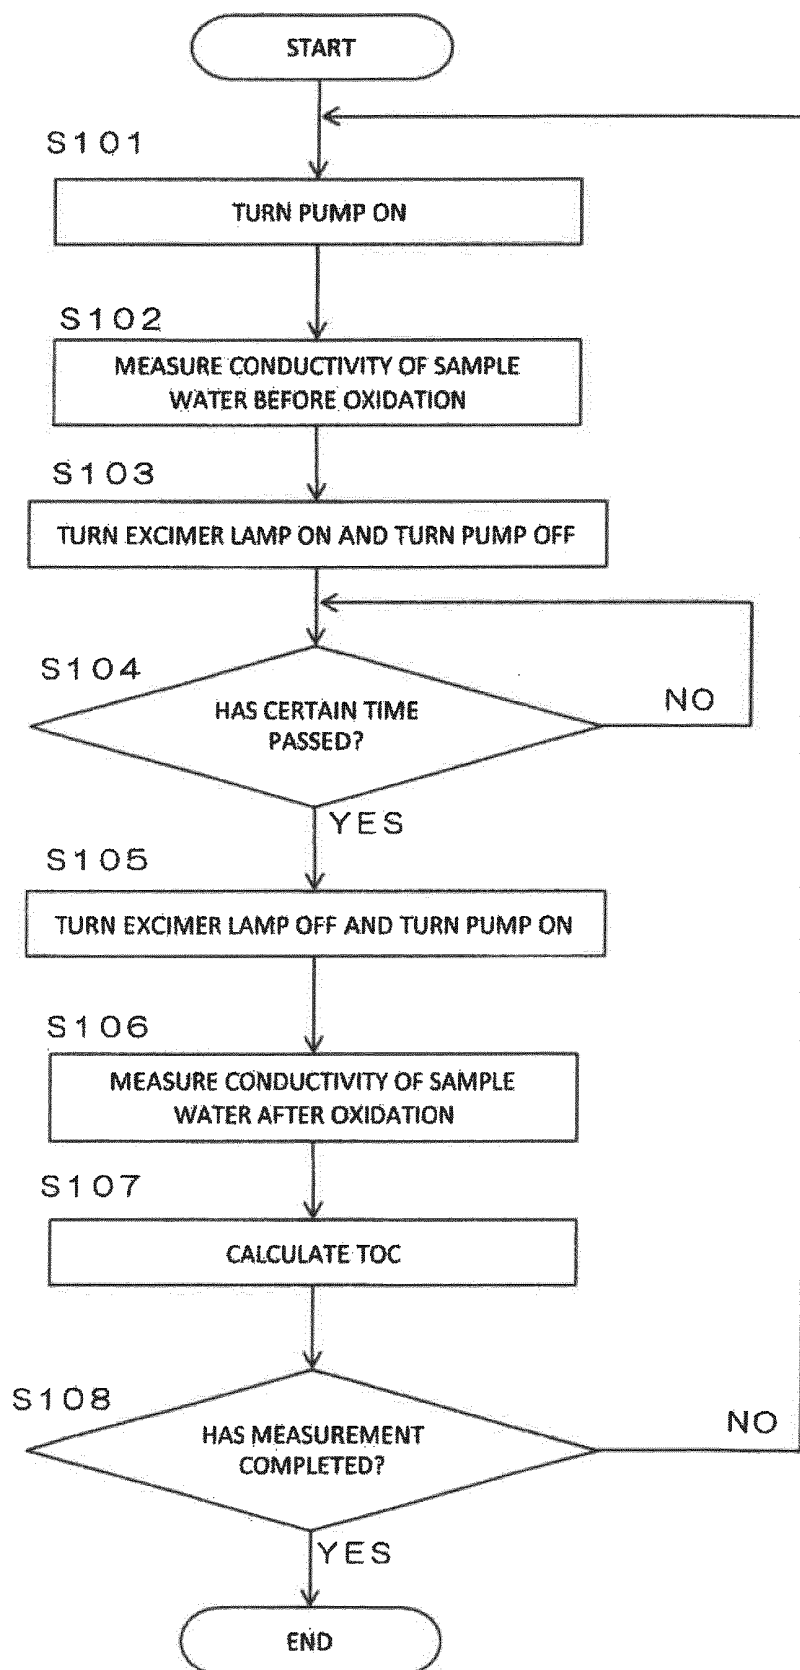 START
S101
TURN PUMP ON
S102
MEASURE CONDUCTIVITY OF SAMPLE
WATER BEFORE OXIDATION
S103
TURN EXCIMER LAMP ON AND TURN PUMP OFF
S104
HAS CERTAIN TIME
PASSED?
NO
YES
S105
TURN EXCIMER LAMP OFF AND TURN PUMP ON
S106
MEASURE CONDUCTIVITY OF SAMPLE
WATER AFTER OXIDATION
S107
CALCULATE TOC
S108
HAS MEASUREMENT
COMPLETED?
NO
YES
END